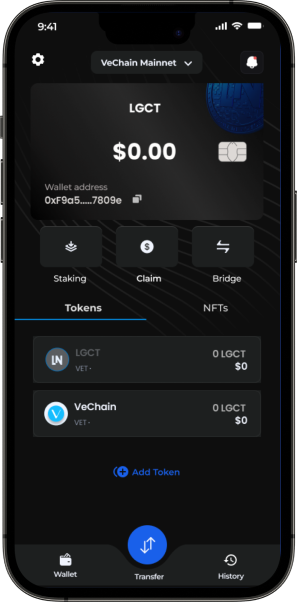 9:41
VeChain Mainnet
LGCT
$0.00
Wallet address
0xF9a5.....7809e
Staking
Claim
Bridge
Tokens
NFTs
LGCT
0 LGCT
VET -
$0
VeChain
0 LGCT
VET -
$0
Add Token
Wallet
Transfer
History